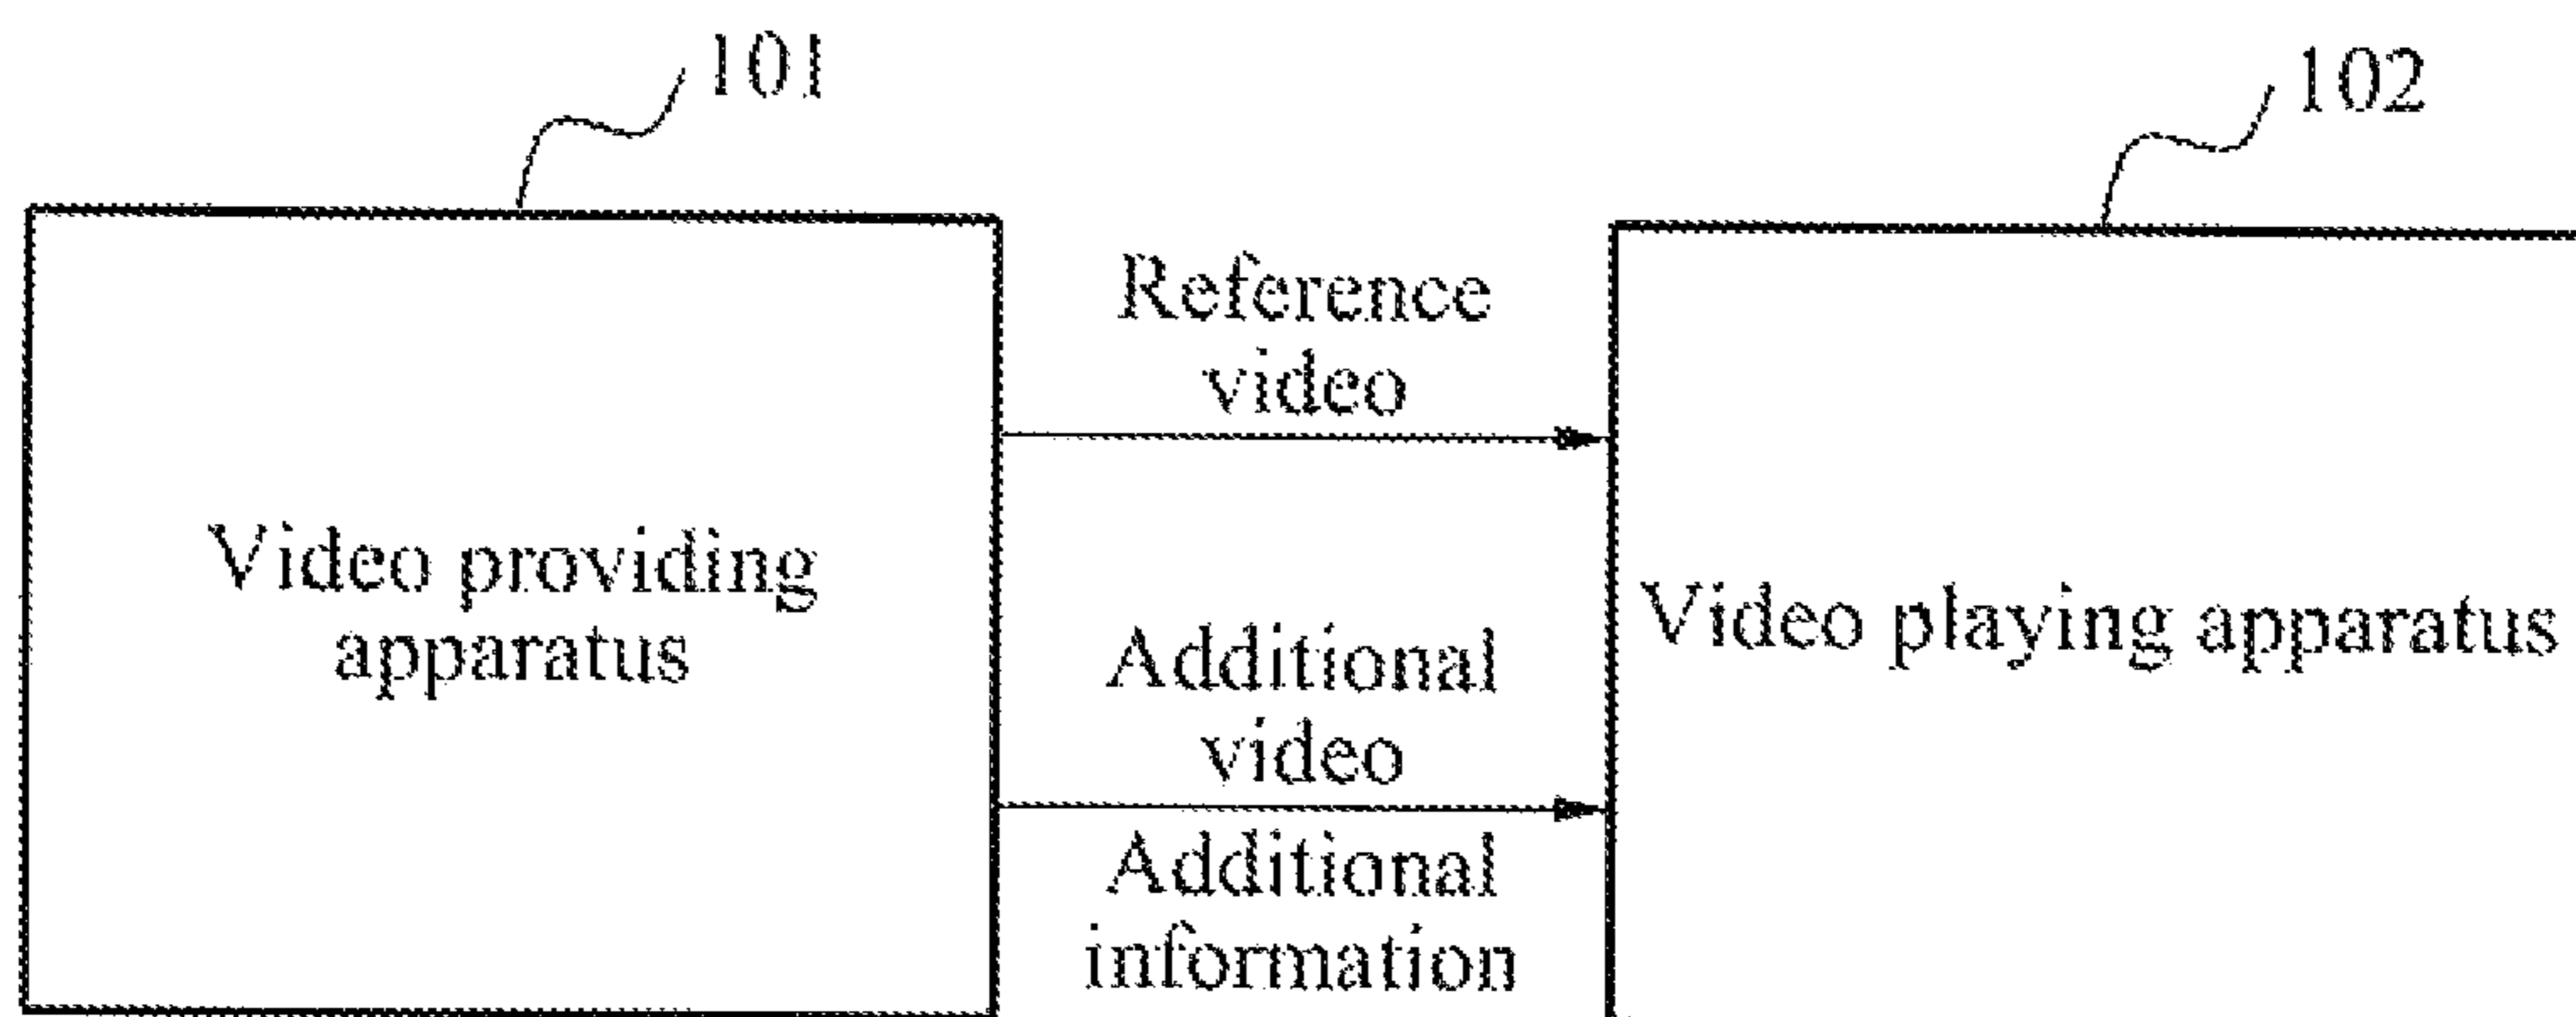 101
102
Reference
video
Video providing
apparatus
Additional
video
Video playing apparatus
Additional
information